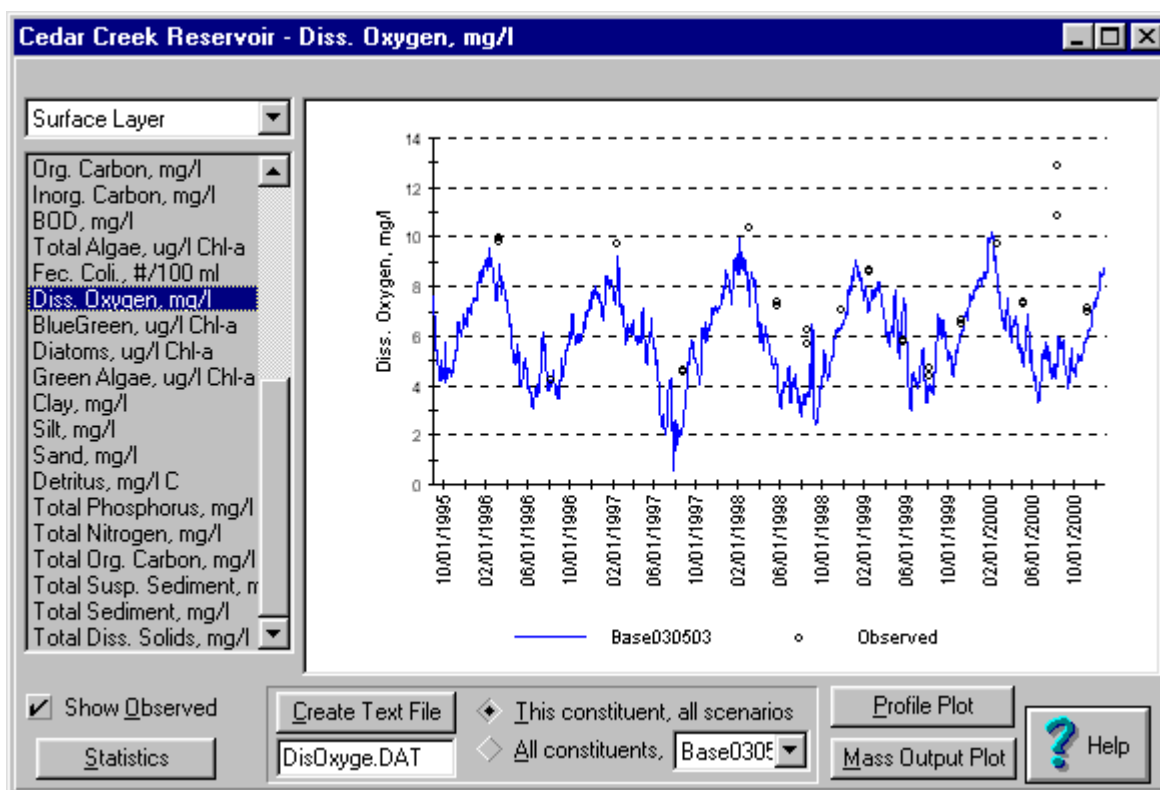 Cedar Creek Reservoir - Diss. Oxygen, mg/l
Surface Layer
Org. Carbon, mg/l
Inorg. Carbon, mg/l
BOD, mg/l
Total Algae, ug/l Chl-a
Fec. Coli., #/100 ml
Diss. Oxygen, mg/l
BlueGreen, ug/l Chl-a
Diatoms, ug/l Chl-a
Green Algae, ug/l Chl-a
Clay, mg/l
Silt, mg/l
Sand, mg/l
Detritus, mg/l C
Total Phosphorus, mg/l
Total Nitrogen, mg/l
Total Org. Carbon, mg/l
Total Susp. Sediment, m
Total Sediment, mg/l
Total Diss. Solids, mg/l
Diss. Oxygen, mg/l
14
12
10
8
6
4
2
0
10/01/1995
02/01/1996
06/01/1996
10/01/1996
02/01/1997
06/01/1997
10/01/1997
02/01/1998
06/01/1998
10/01/1998
02/01/1999
06/01/1999
10/01/1999
02/01/2000
06/01/2000
10/01/2000
Base030503
Observed
Show Observed
Statistics
Create Text File
DisOxyge.DAT
This constituent, all scenarios
All constituents,
Base0305
Profile Plot
Mass Output Plot
? Help